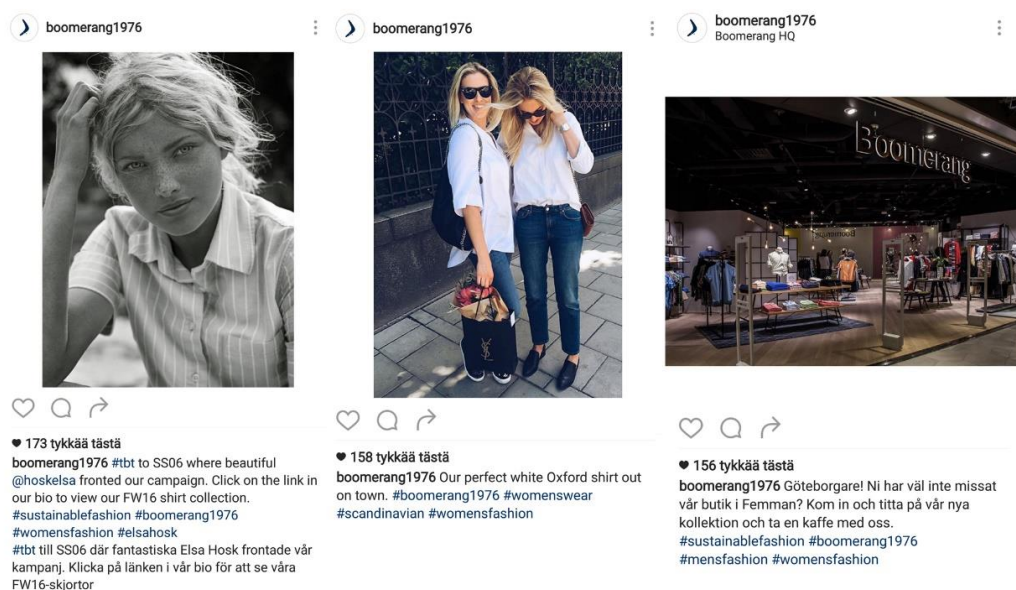 boomerang1976
173 tykkää tästä
boomerang1976 #tbt to SS06 where beautiful
@hoskelsa fronted our campaign. Click on the link in
our bio to view our FW16 shirt collection.
#sustainablefashion #boomerang1976
#womensfashion #elsahosk
#tbt till SS06 där fantastiska Elsa Hosk frontade vår
kampanj. Klicka på länken i vår bio för att se våra
FW16-skjortor
boomerang1976
YSL
158 tykkää tästä
boomerang1976 Our perfect white Oxford shirt out
on town. #boomerang1976 #womenswear
#scandinavian #womensfashion
boomerang1976
Boomerang HQ
Boomerang
156 tykkää tästä
boomerang1976 Göteborgare! Ni har väl inte missat
vår butik i Femman? Kom in och titta på vår nya
kollektion och ta en kaffe med oss.
#sustainablefashion #boomerang1976
#mensfashion #womensfashion